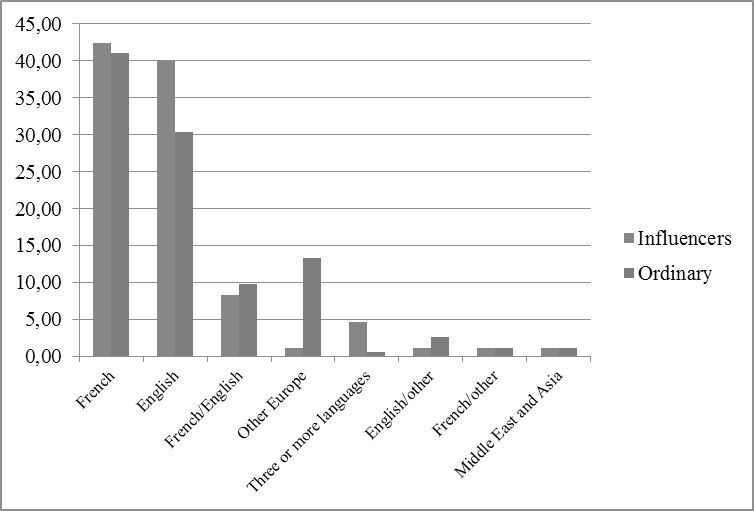 45,00
40,00
35,00
30,00
25,00
20,00
15,00
10,00
5,00
0,00
French
English
French/English
Other Europe
Three or more languages
English/other
French/other
Middle East and Asia
Influencers
Ordinary